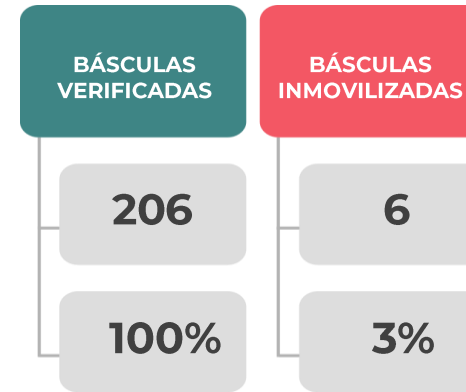 BÁSCULAS
VERIFICADAS
206
100%
BÁSCULAS
INMOVILIZADAS
6
3%